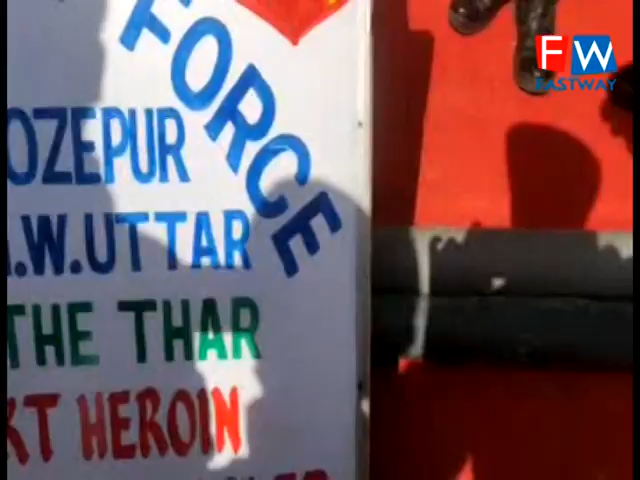 FORCE
OZEPUR
.W.UTTAR
THE THAR
KT HEROIN
FW
EASTWAY